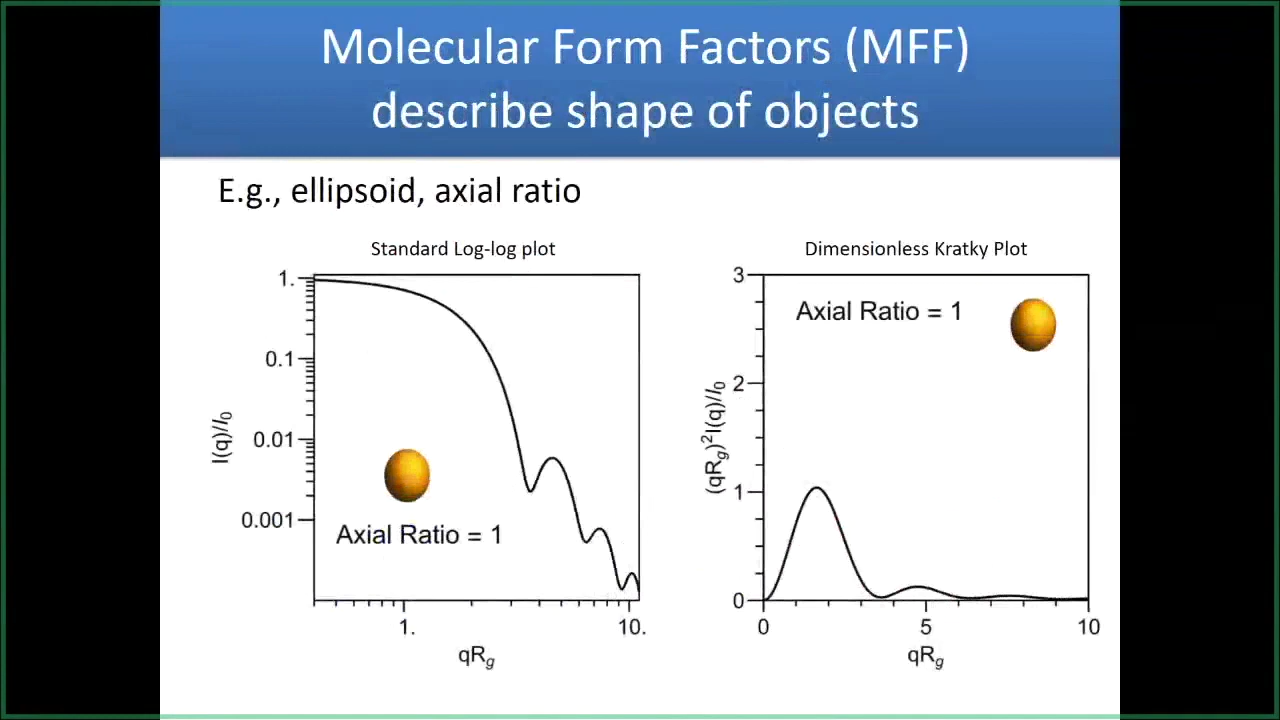 Molecular Form Factors (MFF)
describe shape of objects
E.g., ellipsoid, axial ratio
Standard Log-log plot
1.
0.1
0.01
0.001
I(q)/I₀
Axial Ratio = 1
1.
10.
qRg
Dimensionless Kratky Plot
3
2
1
0
(qRg)²I(q)/I₀
Axial Ratio = 1
0
5
10
qRg